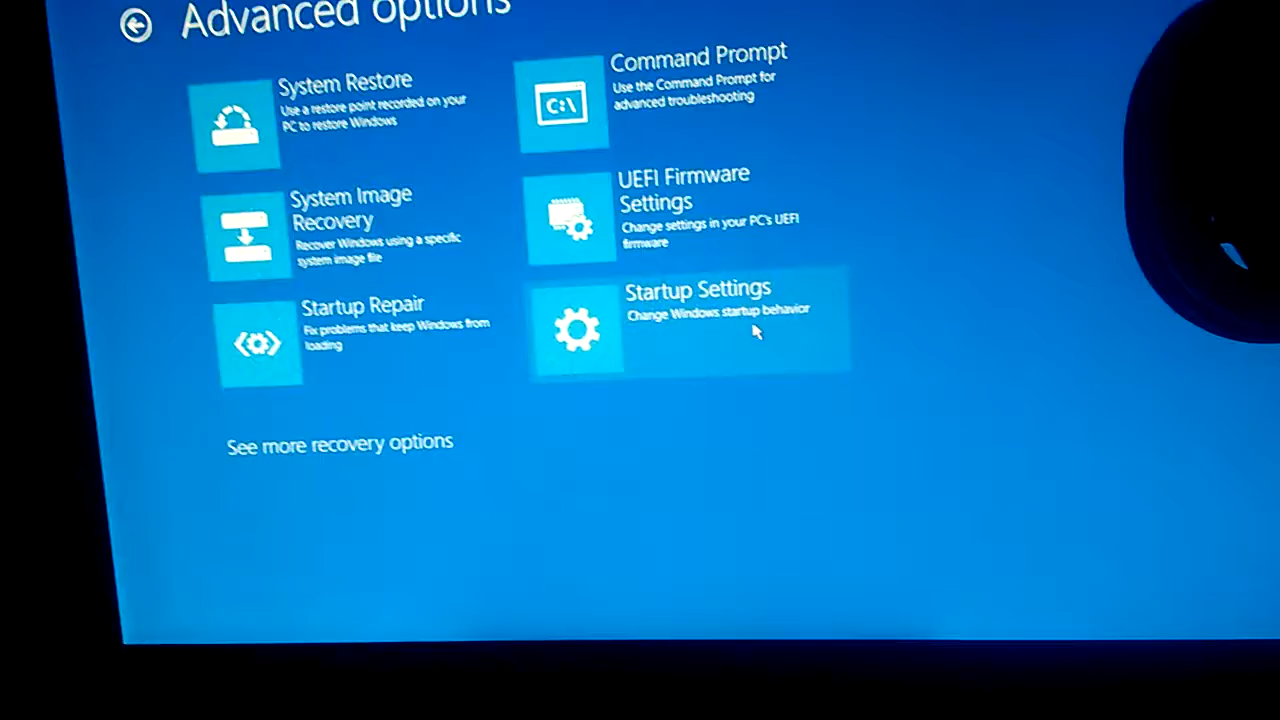 Advanced options
System Restore
Use a restore point recorded on your
PC to restore Windows
System Image
Recovery
Recover Windows using a specific
system image file
Startup Repair
Fix problems that keep Windows from
loading
Command Prompt
Use the Command Prompt for
advanced troubleshooting
C:\
UEFI Firmware
Settings
Change settings in your PC's UEFI
firmware
Startup Settings
Change Windows startup behavior
See more recovery options